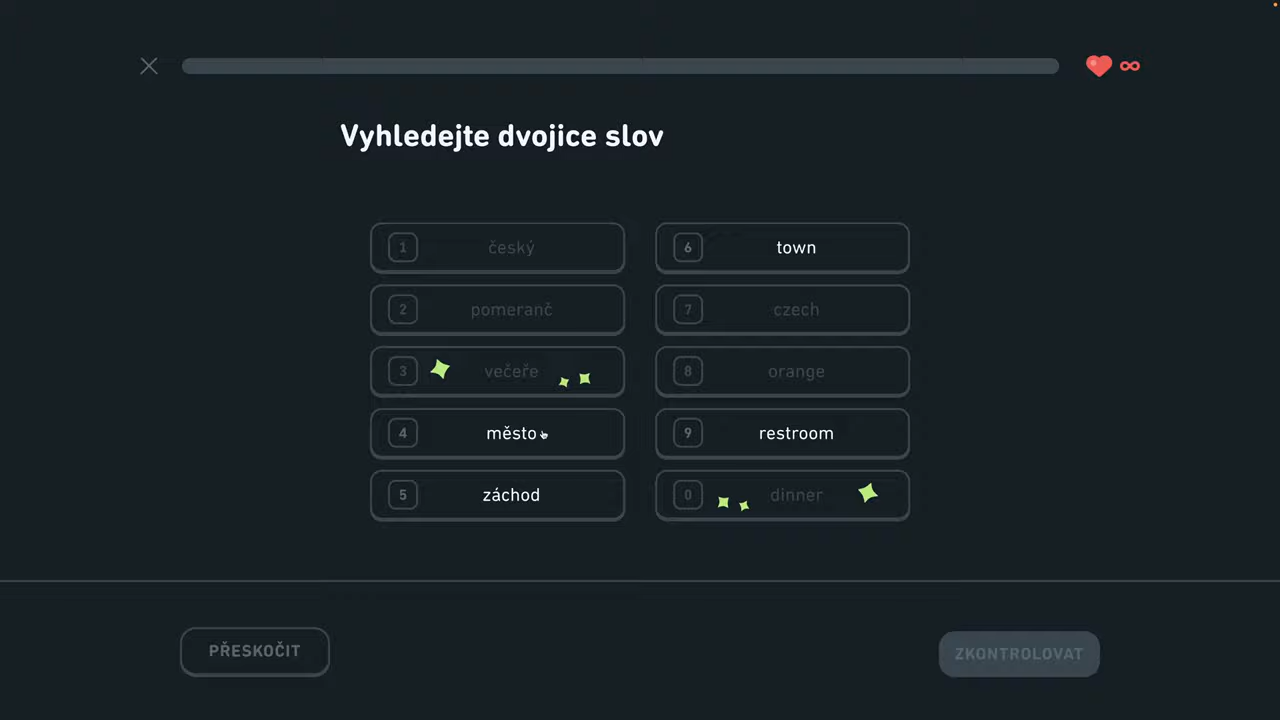 ∞
Vyhledejte dvojice slov
1 český
6 town
2 pomeranč
7 czech
3 večeře
8 orange
4 město
9 restroom
5 záchod
0 dinner
PŘESKOČIT
ZKONTROLOVAT